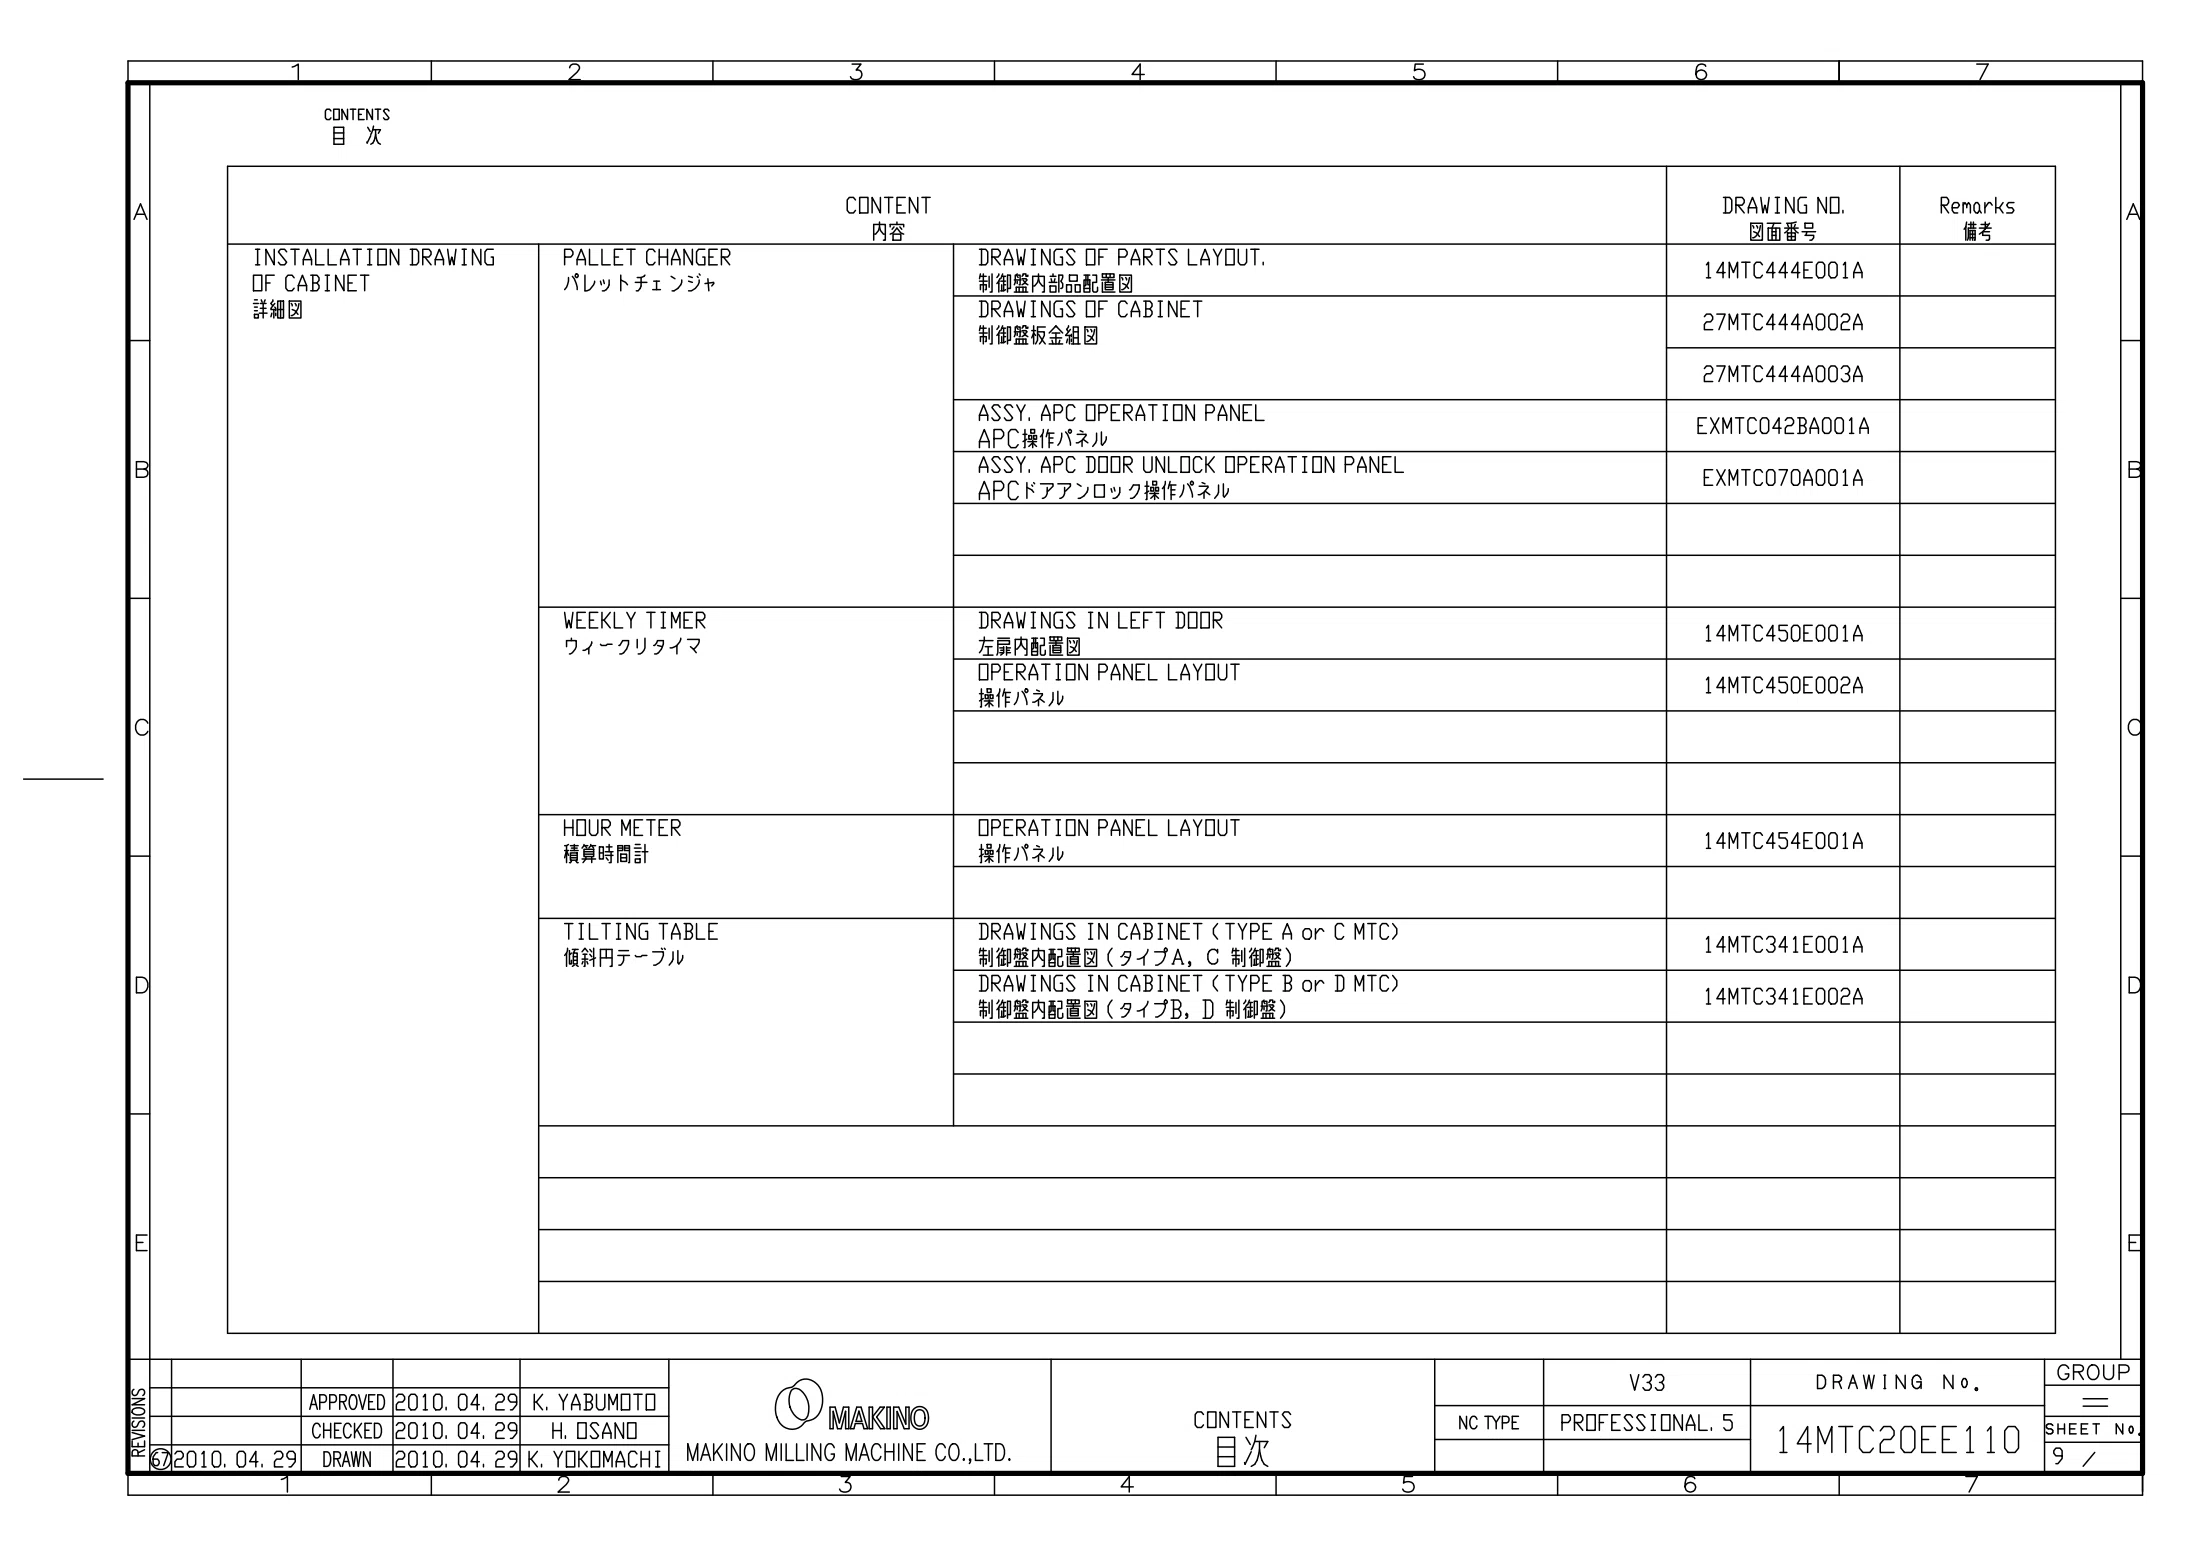 1 2 3 4 5 6 7
CONTENTS
目 次
CONTENT
内容
DRAWING NO.
図面番号
Remarks
備考
A A
INSTALLATION DRAWING
OF CABINET
詳細図
PALLET CHANGER
パレットチェンジャ
DRAWINGS OF PARTS LAYOUT.
制御盤内部品配置図
14MTC444E001A
DRAWINGS OF CABINET
制御盤板金組図
27MTC444A002A
27MTC444A003A
ASSY. APC OPERATION PANEL
APC操作パネル
EXMTC042BA001A
B B
ASSY. APC DOOR UNLOCK OPERATION PANEL
APCドアアンロック操作パネル
EXMTC070A001A
WEEKLY TIMER
ウィークリタイマ
DRAWINGS IN LEFT DOOR
左扉内配置図
14MTC450E001A
OPERATION PANEL LAYOUT
操作パネル
14MTC450E002A
C C
HOUR METER
積算時間計
OPERATION PANEL LAYOUT
操作パネル
14MTC454E001A
TILTING TABLE
傾斜円テーブル
DRAWINGS IN CABINET (TYPE A or C MTC)
制御盤内配置図(タイプA, C 制御盤)
14MTC341E001A
D D
DRAWINGS IN CABINET (TYPE B or D MTC)
制御盤内配置図(タイプB, D 制御盤)
14MTC341E002A
E E
REVISIONS
67 2010. 04. 29
APPROVED 2010. 04. 29 K. YABUMOTO
CHECKED 2010. 04. 29 H. OSANO
DRAWN 2010. 04. 29 K. YOKOMACHI
MAKINO
MAKINO MILLING MACHINE CO.,LTD.
CONTENTS
目次
V33
NC TYPE PROFESSIONAL. 5
DRAWING No.
14MTC20EE110
GROUP
=
SHEET No.
9 /
1 2 3 4 5 6 7